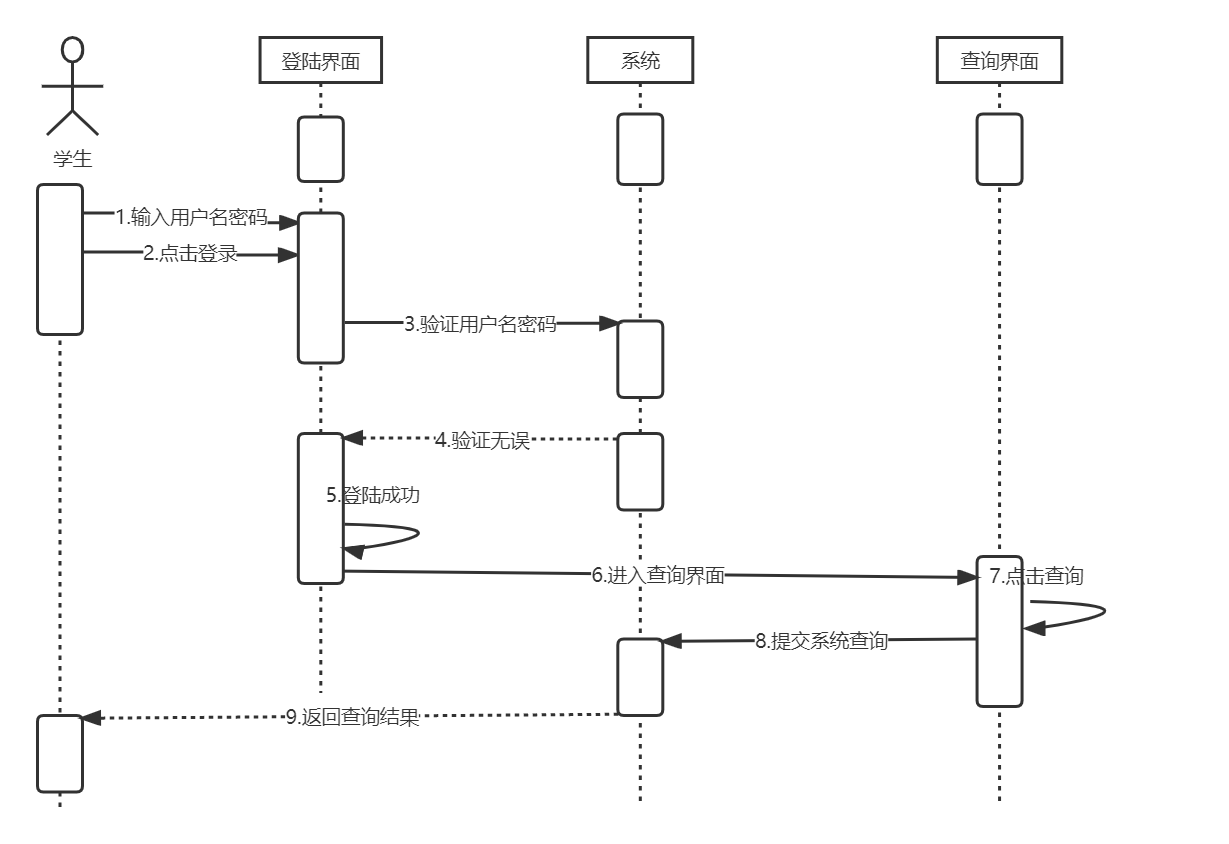 登陆界面
系统
查询界面
学生
1.输入用户名密码
2.点击登录
3.验证用户名密码
4.验证无误
5.登陆成功
6.进入查询界面
7.点击查询
8.提交系统查询
9.返回查询结果